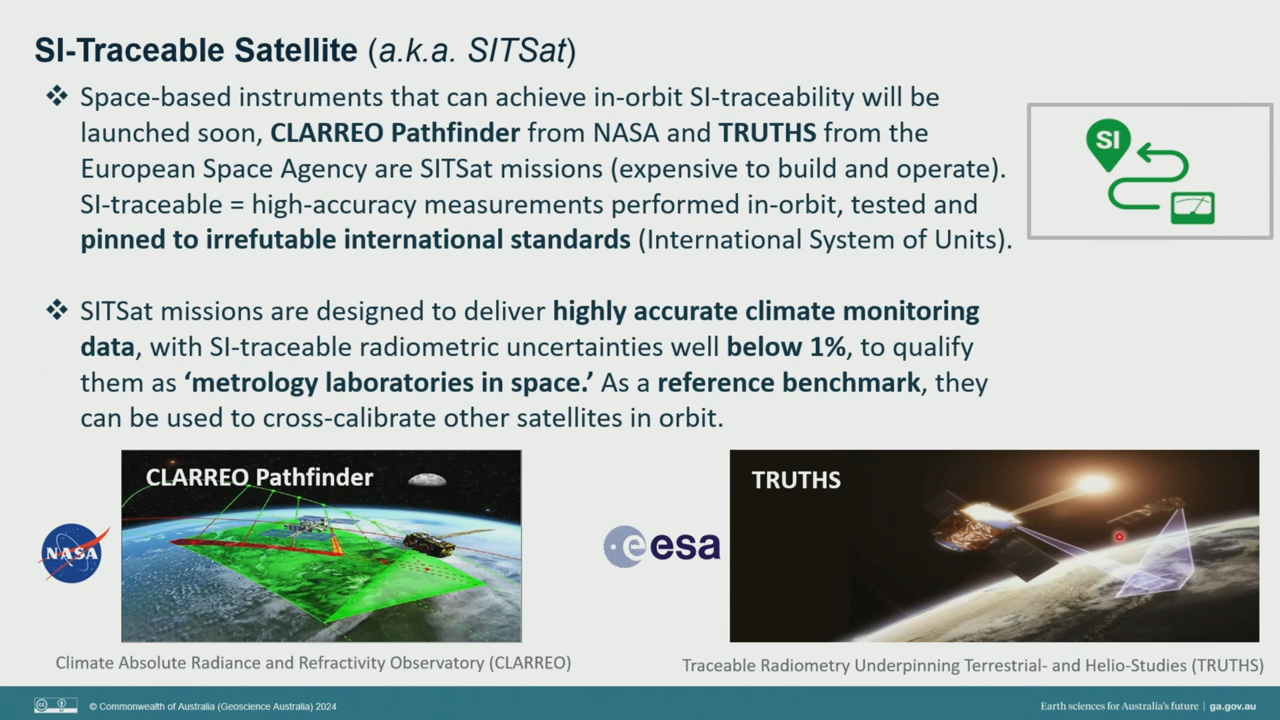 SI-Traceable Satellite (a.k.a. SITSat)
❖ Space-based instruments that can achieve in-orbit SI-traceability will be
launched soon, CLARREO Pathfinder from NASA and TRUTHS from the
European Space Agency are SITSat missions (expensive to build and operate).
SI-traceable = high-accuracy measurements performed in-orbit, tested and
pinned to irrefutable international standards (International System of Units).
SI
❖ SITSat missions are designed to deliver highly accurate climate monitoring
data, with SI-traceable radiometric uncertainties well below 1%, to qualify
them as ‘metrology laboratories in space.’ As a reference benchmark, they
can be used to cross-calibrate other satellites in orbit.
CLARREO Pathfinder
NASA
Climate Absolute Radiance and Refractivity Observatory (CLARREO)
TRUTHS
esa
Traceable Radiometry Underpinning Terrestrial- and Helio-Studies (TRUTHS)
cc BY
© Commonwealth of Australia (Geoscience Australia) 2024
Earth sciences for Australia's future | ga.gov.au